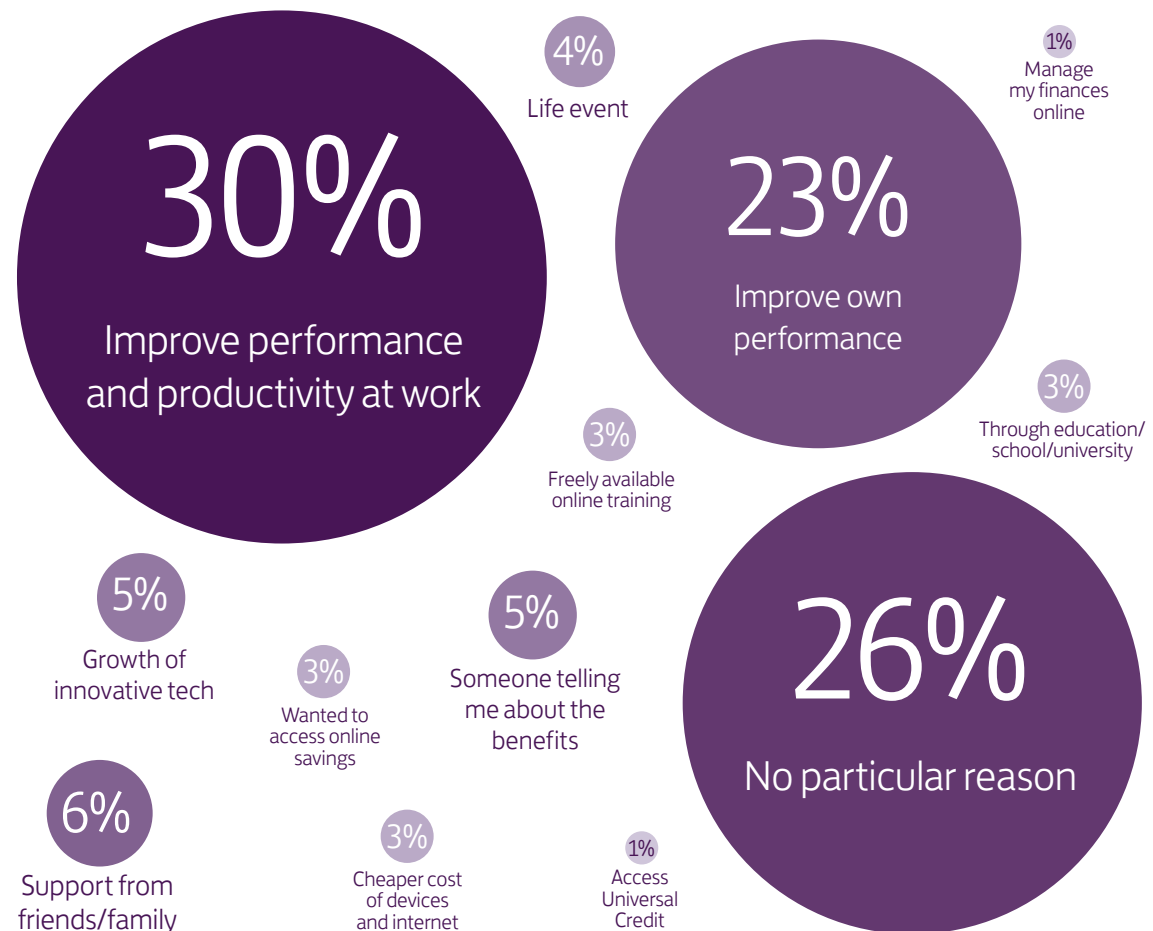 30%
Improve performance
and productivity at work
4%
Life event
23%
Improve own
performance
1%
Manage
my finances
online
3%
Freely available
online training
3%
Through education/
school/university
5%
Growth of
innovative tech
3%
Wanted to
access online
savings
5%
Someone telling
me about the
benefits
26%
No particular reason
6%
Support from
friends/family
3%
Cheaper cost
of devices
and internet
1%
Access
Universal
Credit